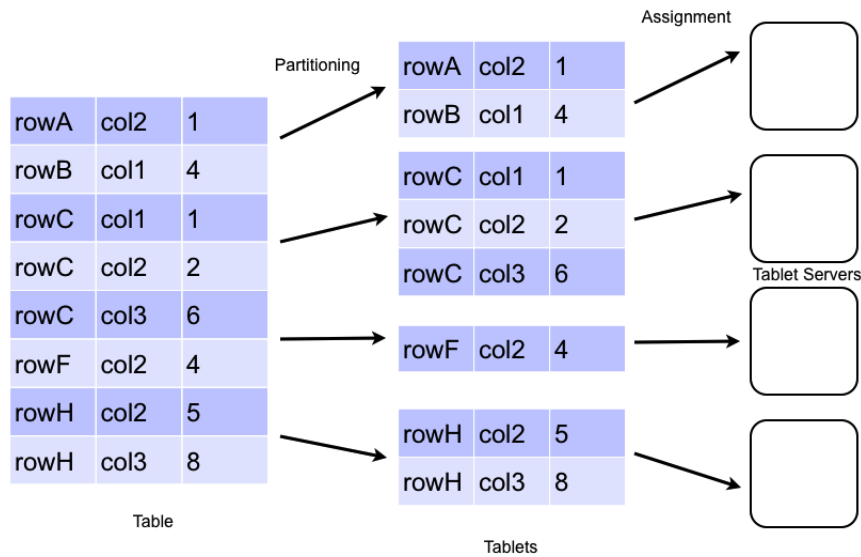 Assignment
Partitioning
rowA col2 1
rowB col1 4
rowC col1 1
rowC col2 2
rowC col3 6
rowF col2 4
rowH col2 5
rowH col3 8
Table
rowA col2 1
rowB col1 4
rowC col1 1
rowC col2 2
rowC col3 6
rowF col2 4
rowH col2 5
rowH col3 8
Tablets
Tablet Servers